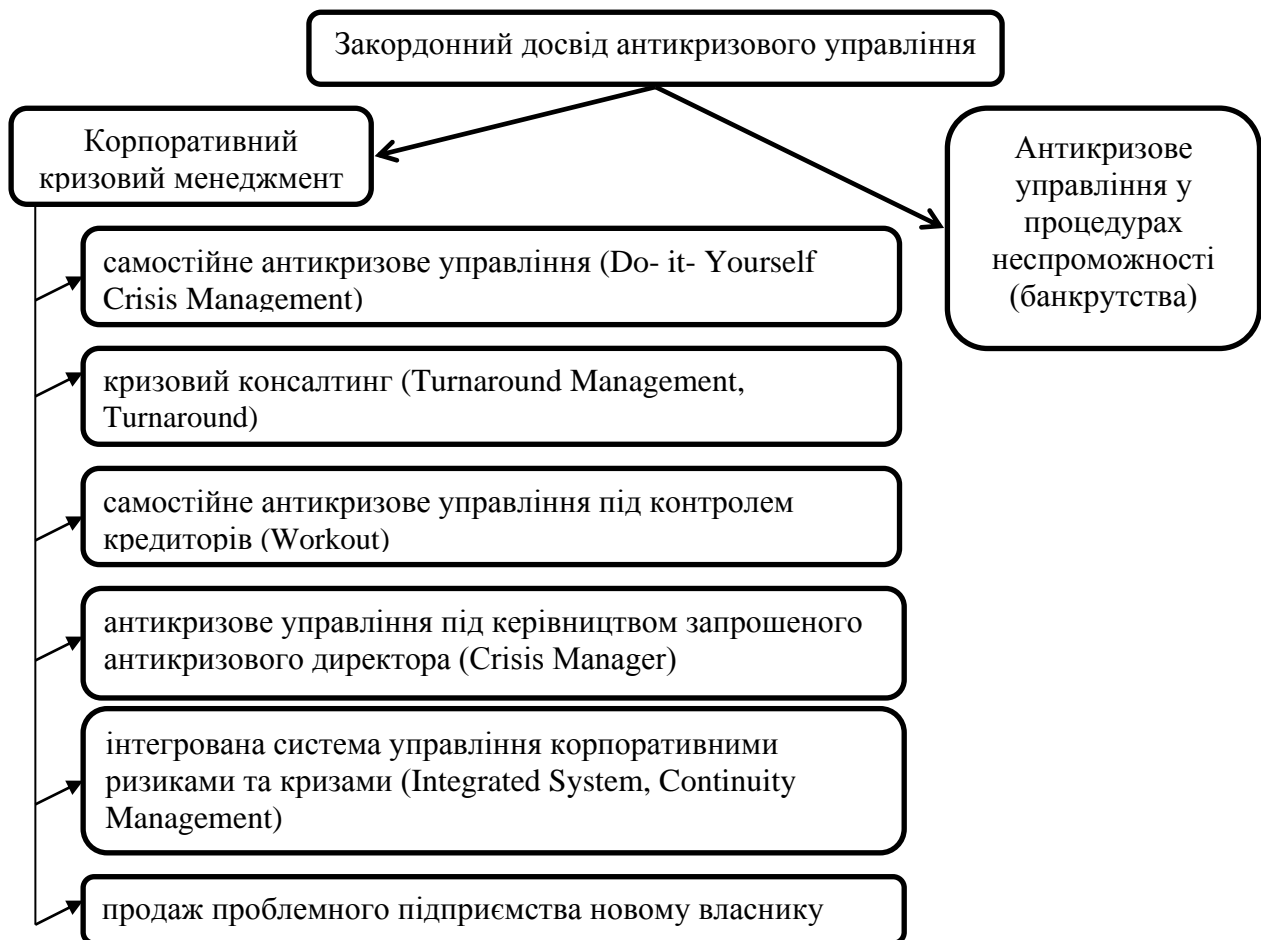 Закордонний досвід антикризового управління
Корпоративний
кризовий менеджмент
Антикризове
управління у
процедурах
неспроможності
(банкрутства)
самостійне антикризове управління (Do- it- Yourself
Crisis Management)
кризовий консалтинг (Turnaround Management,
Turnaround)
самостійне антикризове управління під контролем
кредиторів (Workout)
антикризове управління під керівництвом запрошеного
антикризового директора (Crisis Manager)
інтегрована система управління корпоративними
ризиками та кризами (Integrated System, Continuity
Management)
продаж проблемного підприємства новому власнику